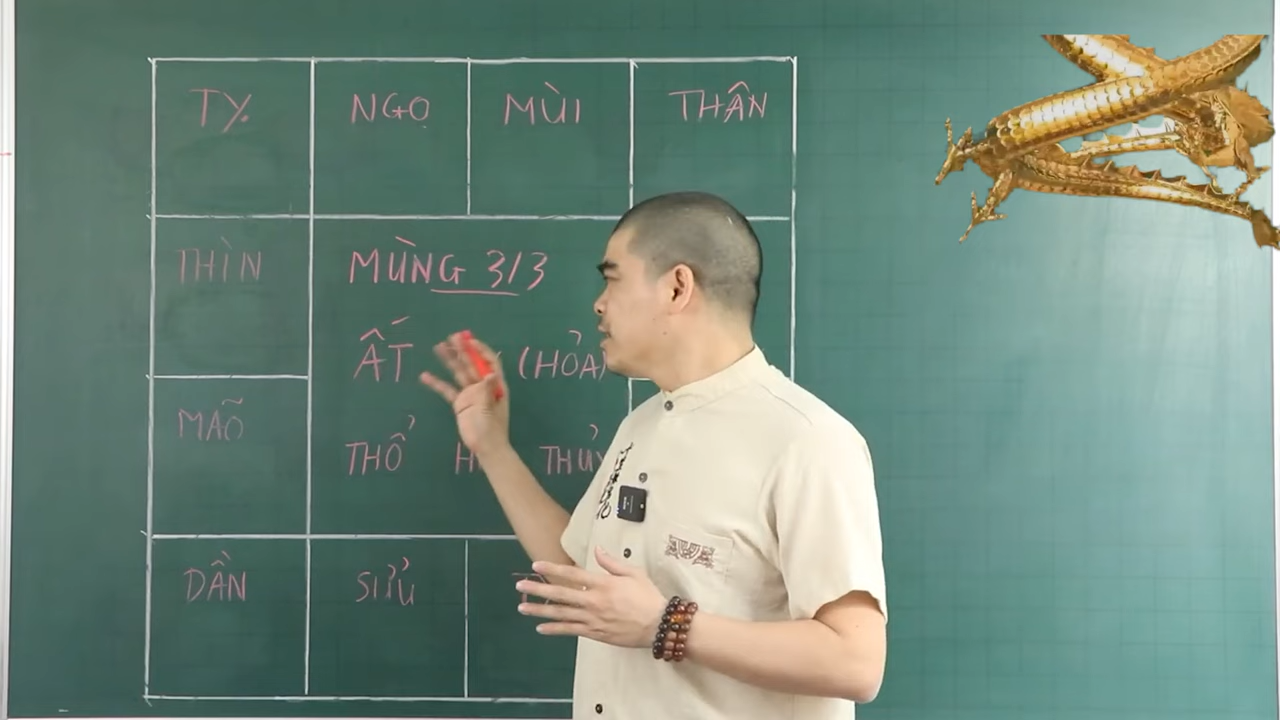 TỴ NGỌ MÙI THÂN
THÌN
MÙNG 3/3
ẤT (HỎA)
MÃO
THỔ THỦY
DẦN SỬU